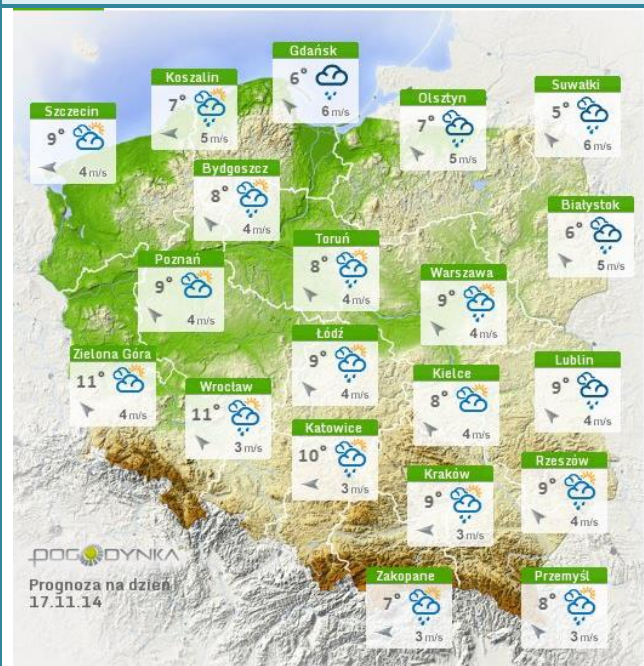 Gdańsk
6°
6 m/s
Koszalin
7°
5 m/s
Suwałki
5°
6 m/s
Olsztyn
7°
5 m/s
Szczecin
9°
4 m/s
Bydgoszcz
8°
4 m/s
Białystok
6°
5 m/s
Toruń
8°
4 m/s
Poznań
9°
4 m/s
Warszawa
9°
4 m/s
Łódź
9°
4 m/s
Zielona Góra
11°
4 m/s
Wrocław
11°
3 m/s
Kielce
8°
4 m/s
Lublin
9°
4 m/s
Katowice
10°
3 m/s
Kraków
9°
3 m/s
Rzeszów
9°
4 m/s
POGODYNKA
Prognoza na dzień
17.11.14
Zakopane
7°
3 m/s
Przemyśl
8°
3 m/s